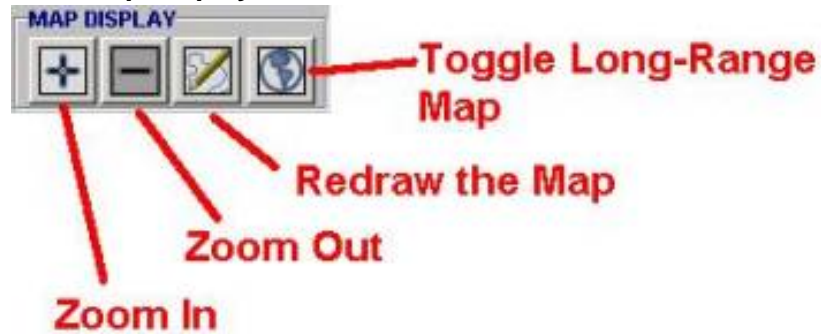 MAP DISPLAY
Toggle Long-Range
Map
Redraw the Map
Zoom Out
Zoom In